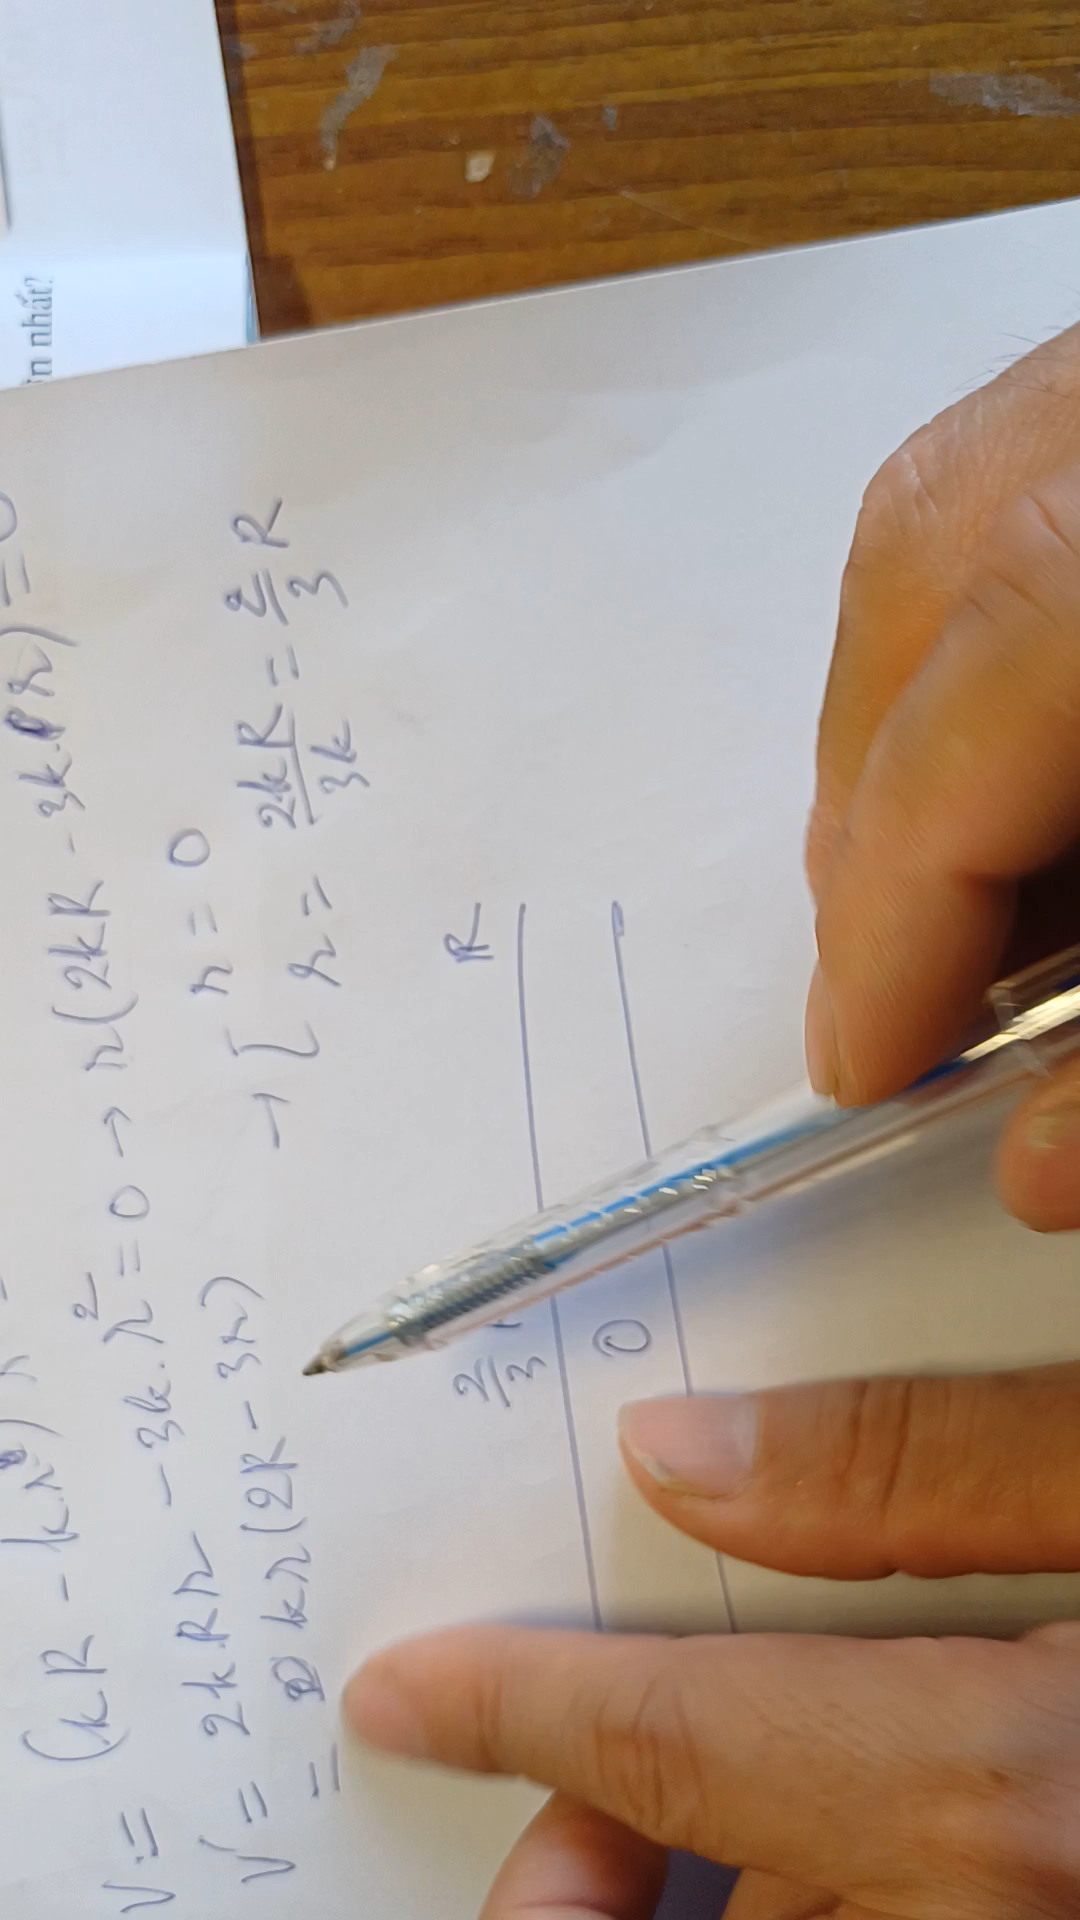 n nhất?
V = (kR - k.r) r
V' = 2k.Rr - 3k.r² = 0 → r(2kR - 3k.r) = 0
= kr(2R - 3r) → [ r = 0
r = 2kR/3k = 2/3 R
2/3 R
0